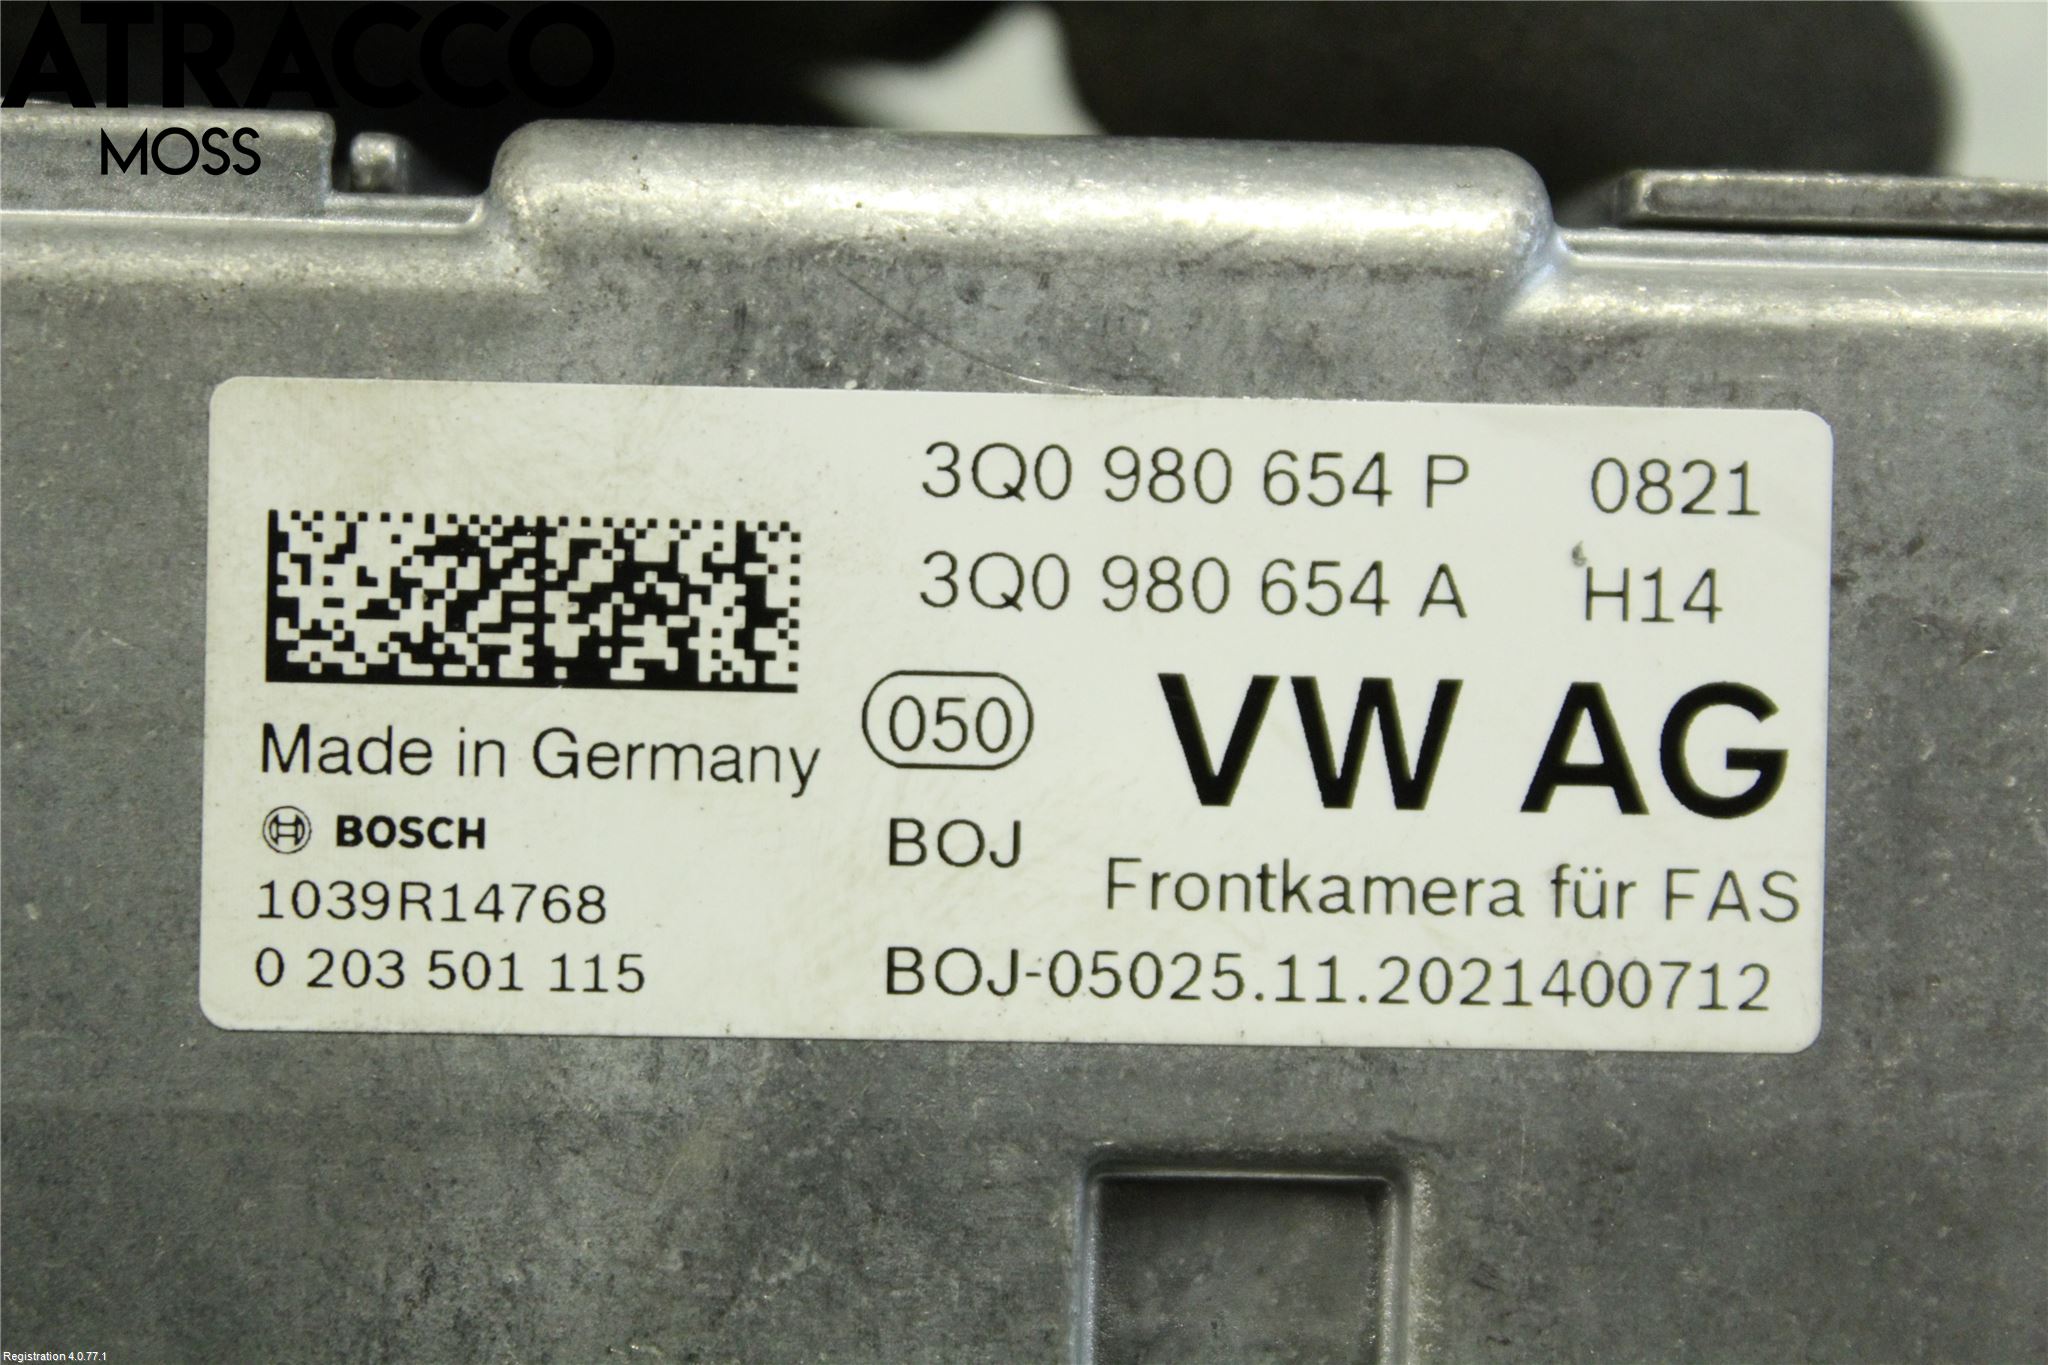 ATRACCO
MOSS
3Q0 980 654 P 0821
3Q0 980 654 A H14
050
VW AG
Made in Germany
BOSCH
BOJ
Frontkamera für FAS
1039R14768
0 203 501 115
BOJ-05025.11.2021400712
Registration 4.0.77.1